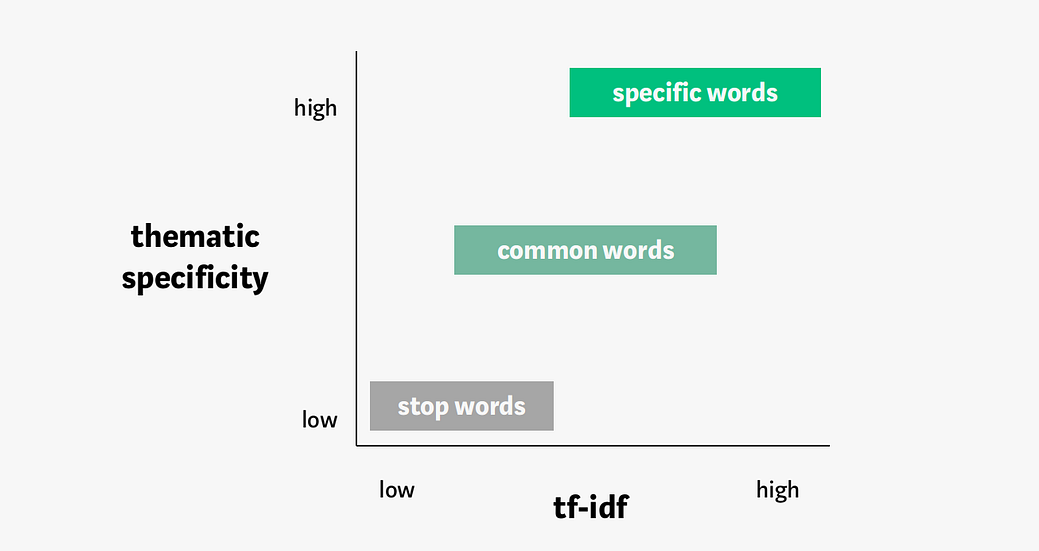 specific words
high
thematic
specificity
common words
stop words
low
low
high
tf-idf